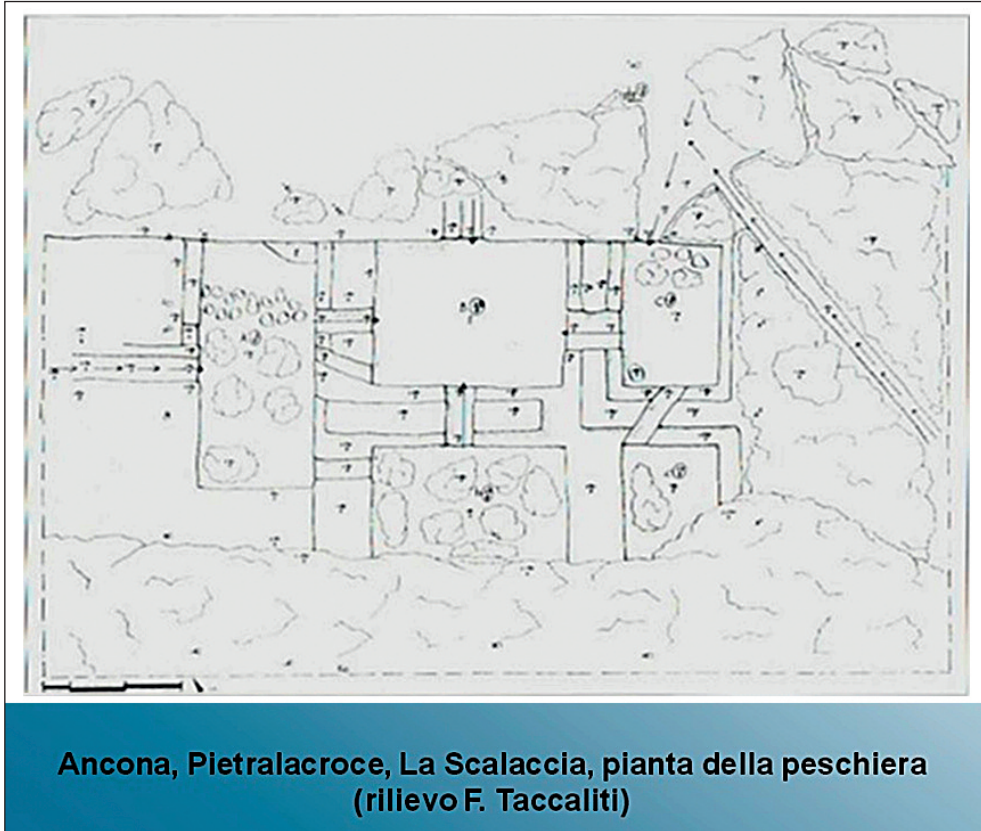 Ancona, Pietralacroce, La Scalaccia, pianta della peschiera
(rilievo F. Taccaliti)